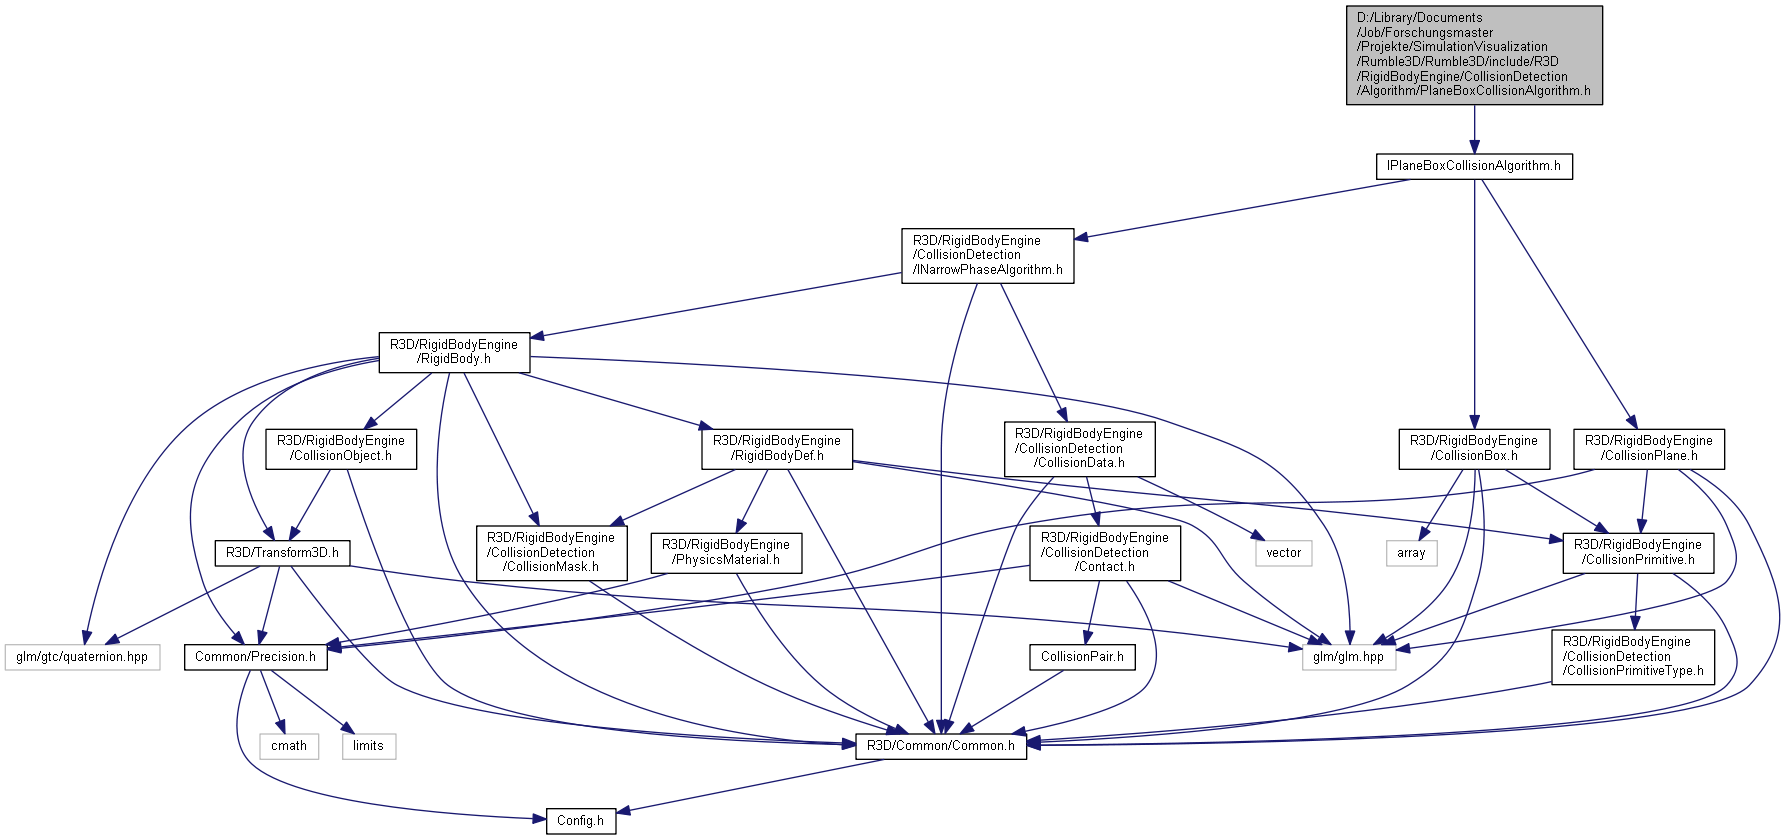 D:/Library/Documents
/Job/Forschungsmaster
/Projekte/SimulationVisualization
/Rumble3D/Rumble3D/include/R3D
/RigidBodyEngine/CollisionDetection
/Algorithm/PlaneBoxCollisionAlgorithm.h
IPlaneBoxCollisionAlgorithm.h
R3D/RigidBodyEngine
/CollisionDetection
/INarrowPhaseAlgorithm.h
R3D/RigidBodyEngine
/RigidBody.h
R3D/RigidBodyEngine
/CollisionObject.h
R3D/RigidBodyEngine
/RigidBodyDef.h
R3D/RigidBodyEngine
/CollisionDetection
/CollisionData.h
R3D/RigidBodyEngine
/CollisionBox.h
R3D/RigidBodyEngine
/CollisionPlane.h
R3D/Transform3D.h
R3D/RigidBodyEngine
/CollisionDetection
/CollisionMask.h
R3D/RigidBodyEngine
/PhysicsMaterial.h
R3D/RigidBodyEngine
/CollisionDetection
/Contact.h
vector
array
R3D/RigidBodyEngine
/CollisionPrimitive.h
glm/gtc/quaternion.hpp
Common/Precision.h
CollisionPair.h
glm/glm.hpp
R3D/RigidBodyEngine
/CollisionDetection
/CollisionPrimitiveType.h
cmath
limits
R3D/Common/Common.h
Config.h